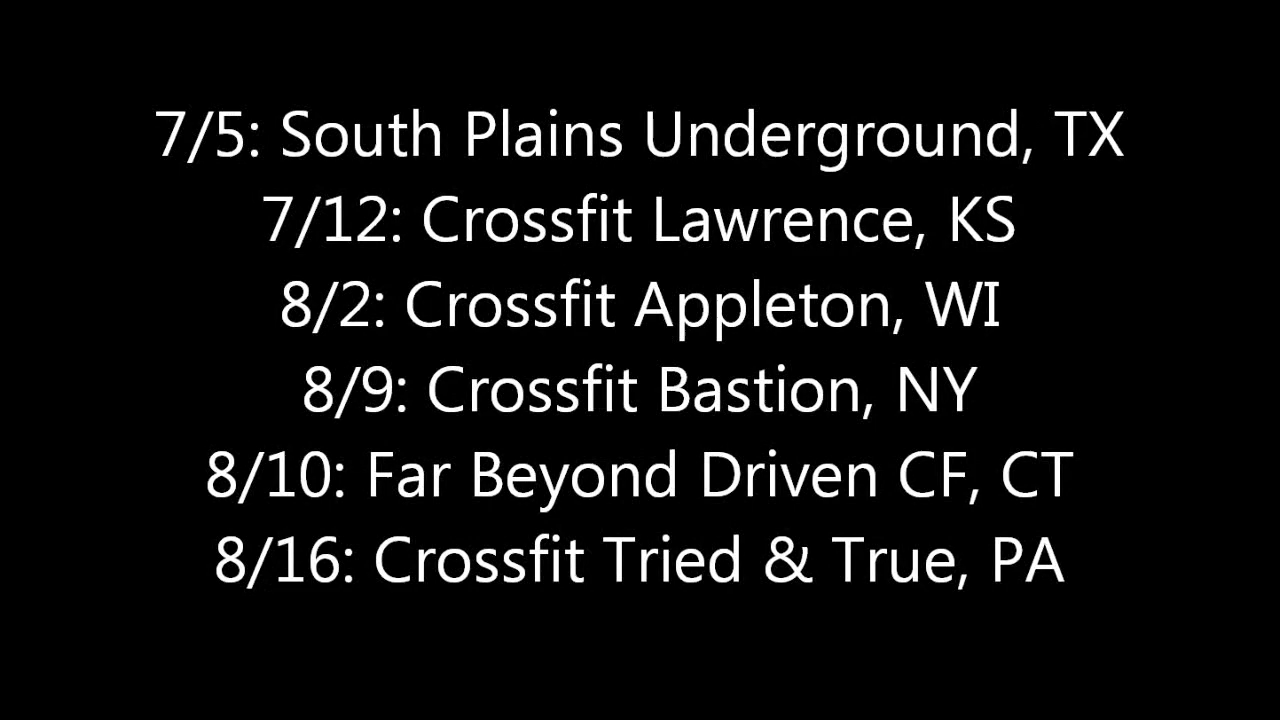 7/5: South Plains Underground, TX
7/12: Crossfit Lawrence, KS
8/2: Crossfit Appleton, WI
8/9: Crossfit Bastion, NY
8/10: Far Beyond Driven CF, CT
8/16: Crossfit Tried & True, PA